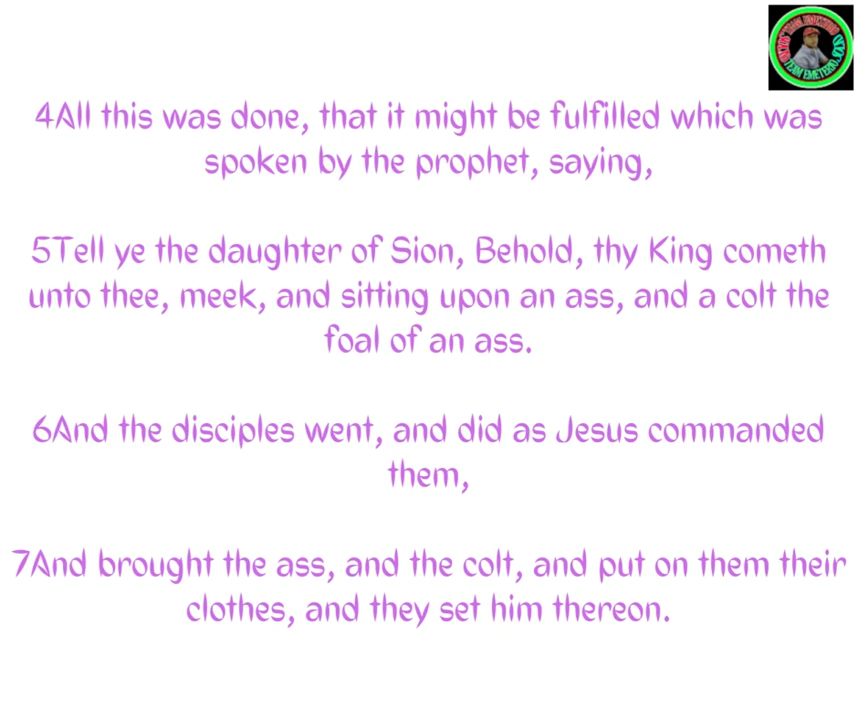 4All this was done, that it might be fulfilled which was
spoken by the prophet, saying,
5Tell ye the daughter of Sion, Behold, thy King cometh
unto thee, meek, and sitting upon an ass, and a colt the
foal of an ass.
6And the disciples went, and did as Jesus commanded
them,
7And brought the ass, and the colt, and put on them their
clothes, and they set him thereon.